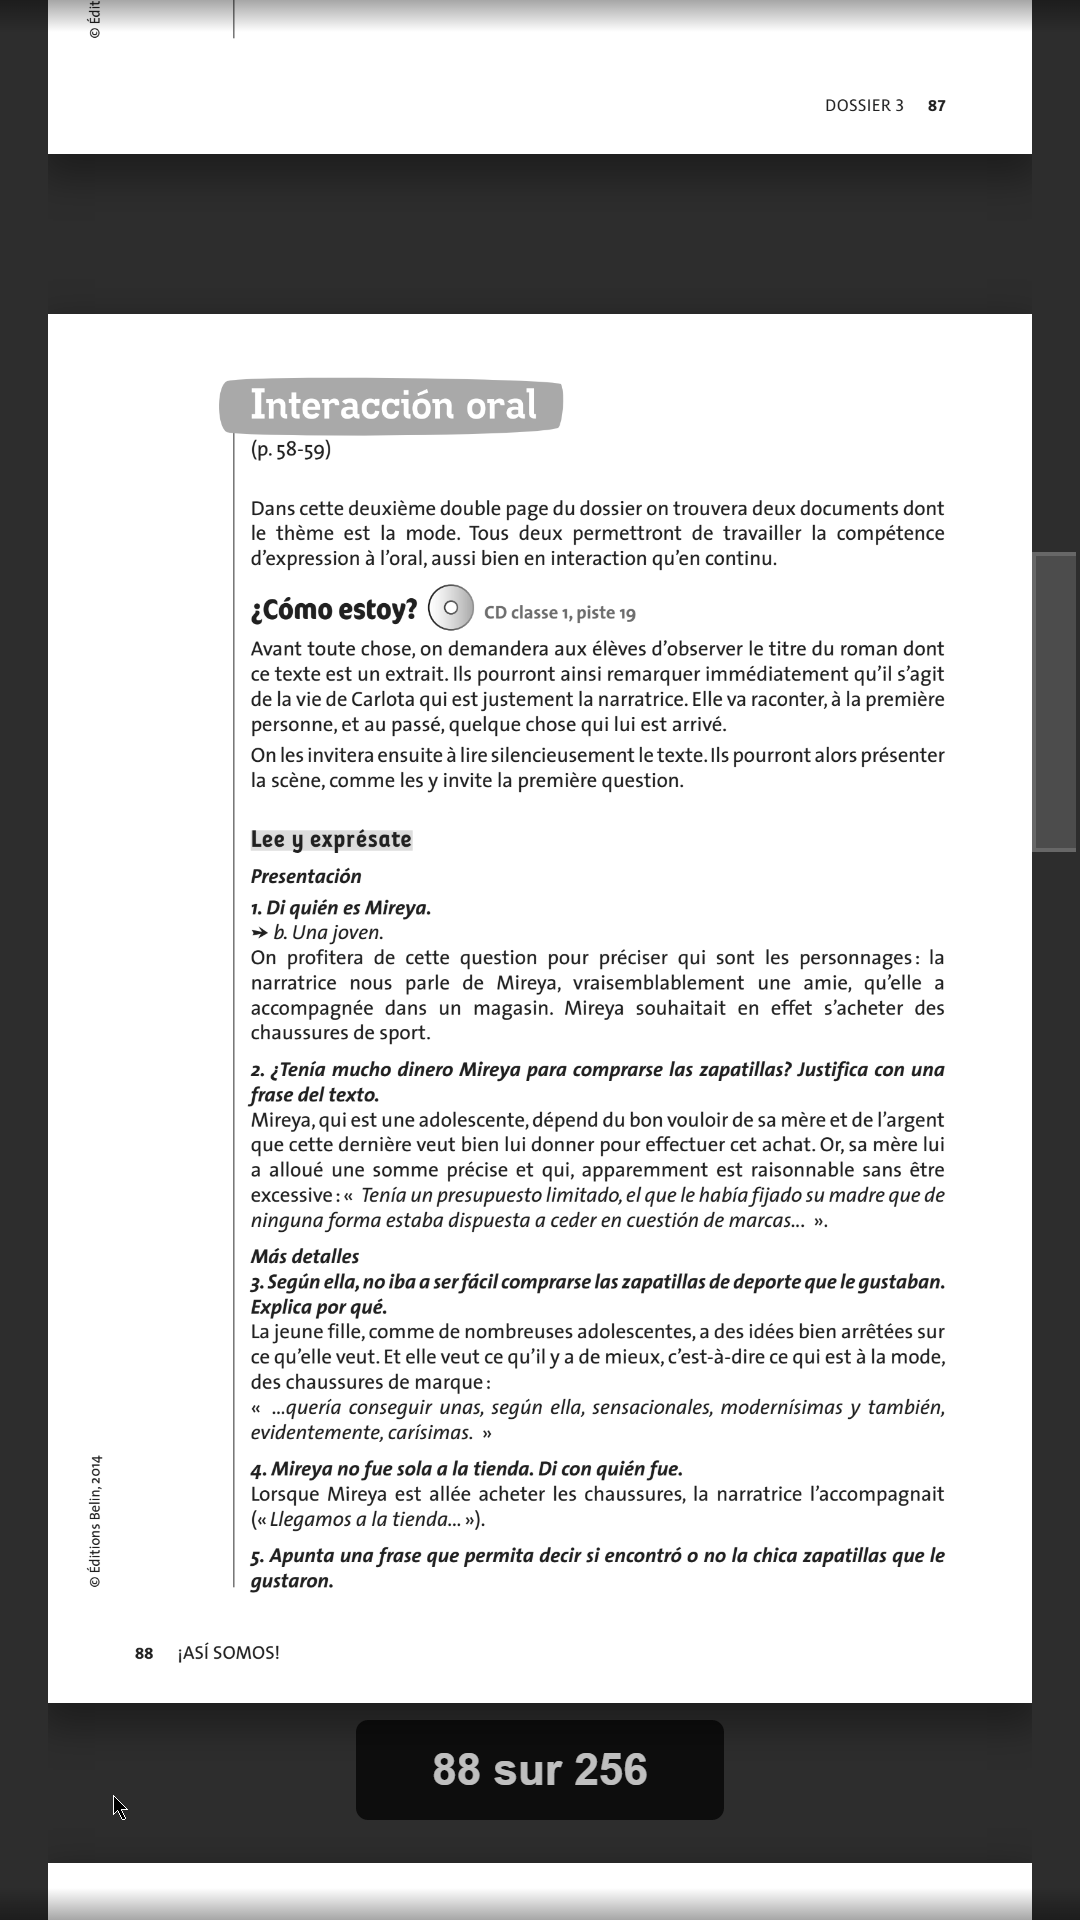 © Édit
DOSSIER 3 87
Interacción oral
(p. 58-59)
Dans cette deuxième double page du dossier on trouvera deux documents dont
le thème est la mode. Tous deux permettront de travailler la compétence
d’expression à l’oral, aussi bien en interaction qu’en continu.
¿Cómo estoy? CD classe 1, piste 19
Avant toute chose, on demandera aux élèves d’observer le titre du roman dont
ce texte est un extrait. Ils pourront ainsi remarquer immédiatement qu’il s’agit
de la vie de Carlota qui est justement la narratrice. Elle va raconter, à la première
personne, et au passé, quelque chose qui lui est arrivé.
On les invitera ensuite à lire silencieusement le texte. Ils pourront alors présenter
la scène, comme les y invite la première question.
Lee y exprésate
Presentación
1. Di quién es Mireya.
➔ b. Una joven.
On profitera de cette question pour préciser qui sont les personnages : la
narratrice nous parle de Mireya, vraisemblablement une amie, qu’elle a
accompagnée dans un magasin. Mireya souhaitait en effet s’acheter des
chaussures de sport.
2. ¿Tenía mucho dinero Mireya para comprarse las zapatillas? Justifica con una
frase del texto.
Mireya, qui est une adolescente, dépend du bon vouloir de sa mère et de l’argent
que cette dernière veut bien lui donner pour effectuer cet achat. Or, sa mère lui
a alloué une somme précise et qui, apparemment est raisonnable sans être
excessive : « Tenía un presupuesto limitado, el que le había fijado su madre que de
ninguna forma estaba dispuesta a ceder en cuestión de marcas... ».
Más detalles
3. Según ella, no iba a ser fácil comprarse las zapatillas de deporte que le gustaban.
Explica por qué.
La jeune fille, comme de nombreuses adolescentes, a des idées bien arrêtées sur
ce qu’elle veut. Et elle veut ce qu’il y a de mieux, c’est-à-dire ce qui est à la mode,
des chaussures de marque :
« ...quería conseguir unas, según ella, sensacionales, modernísimas y también,
evidentemente, carísimas. »
4. Mireya no fue sola a la tienda. Di con quién fue.
Lorsque Mireya est allée acheter les chaussures, la narratrice l’accompagnait
(« Llegamos a la tienda... »).
5. Apunta una frase que permita decir si encontró o no la chica zapatillas que le
gustaron.
© Éditions Belin, 2014
88 ¡ASÍ SOMOS!
88 sur 256